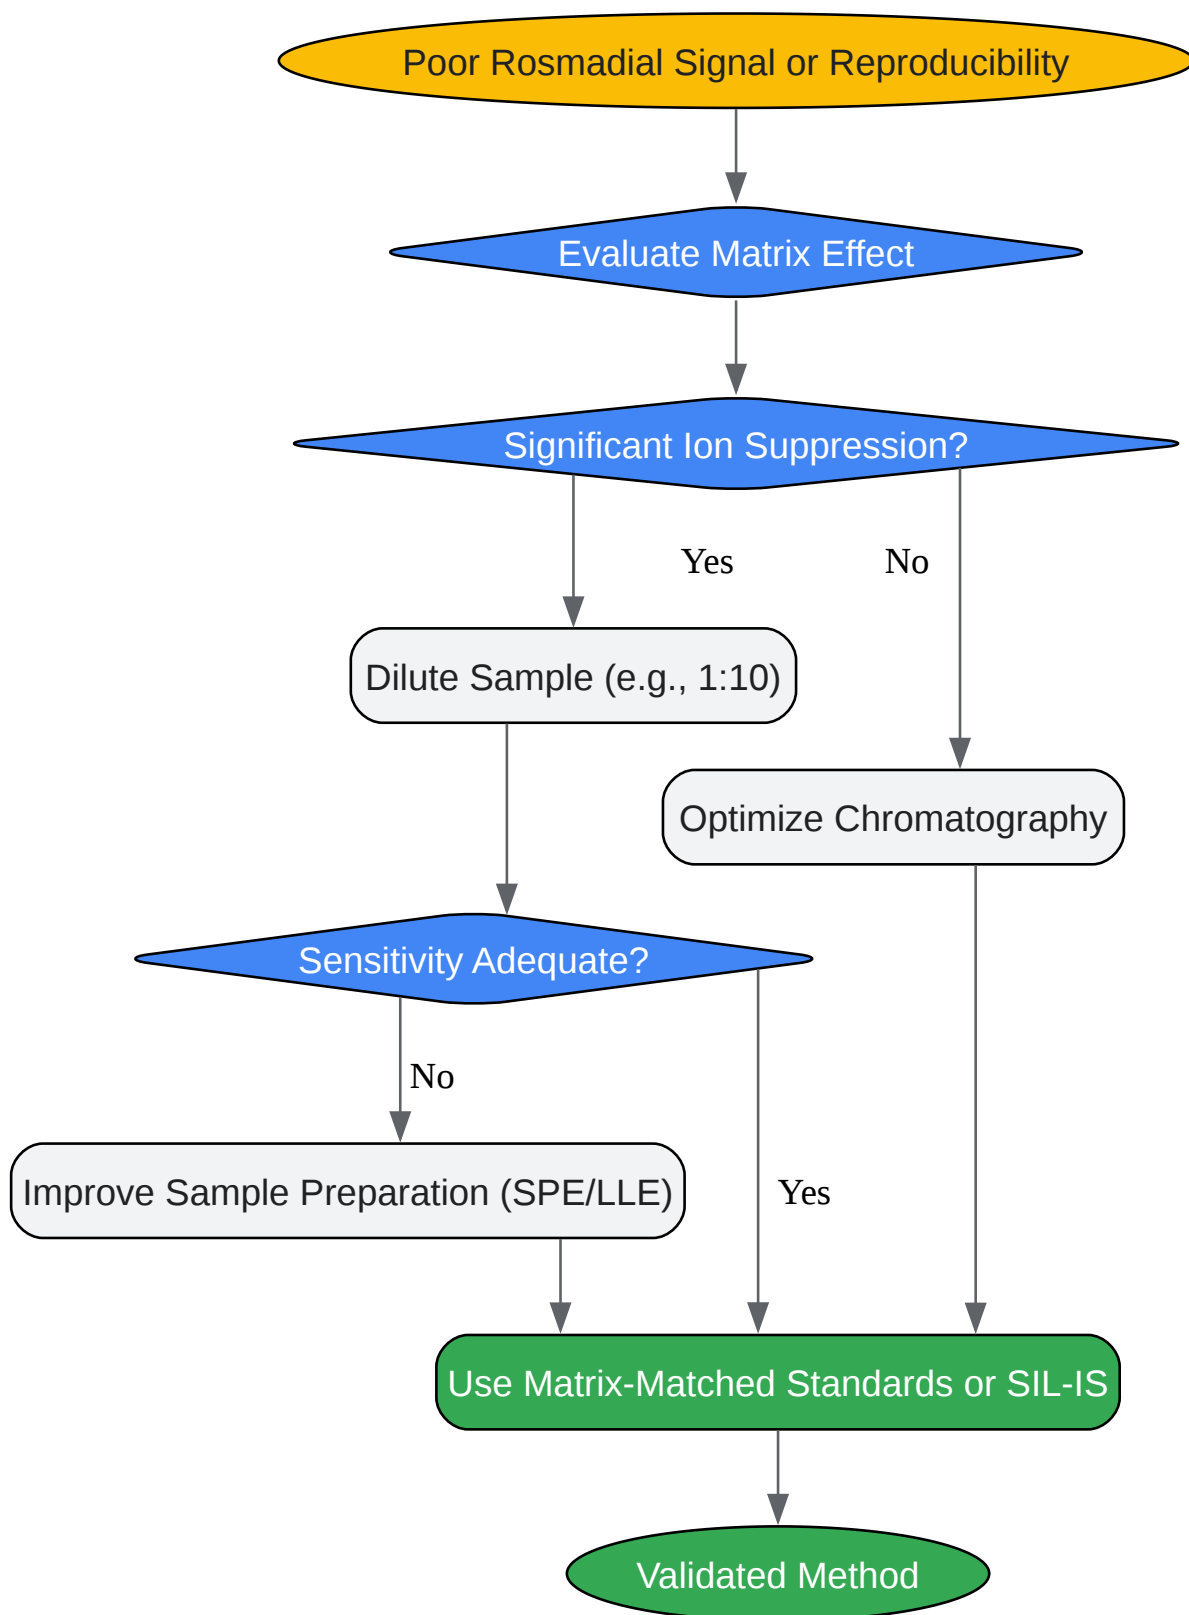 Poor Rosmadial Signal or Reproducibility
Evaluate Matrix Effect
Significant Ion Suppression?
Yes
No
Dilute Sample (e.g., 1:10)
Optimize Chromatography
Sensitivity Adequate?
No
Improve Sample Preparation (SPE/LLE)
Yes
Use Matrix-Matched Standards or SIL-IS
Validated Method